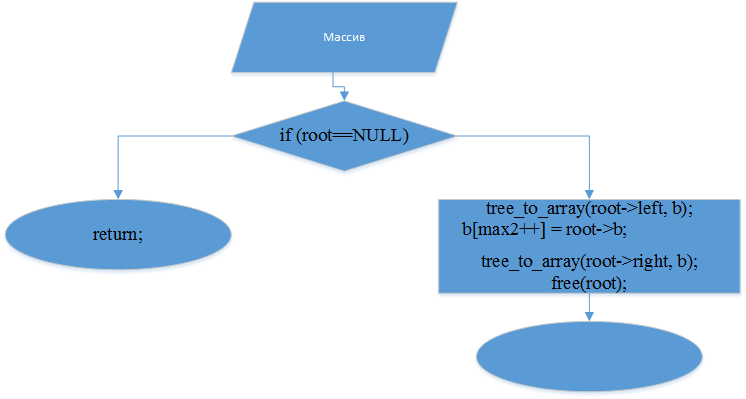 Массив
if (root==NULL)
return;
tree_to_array(root->left, b);
b[max2++] = root->b;
tree_to_array(root->right, b);
free(root);